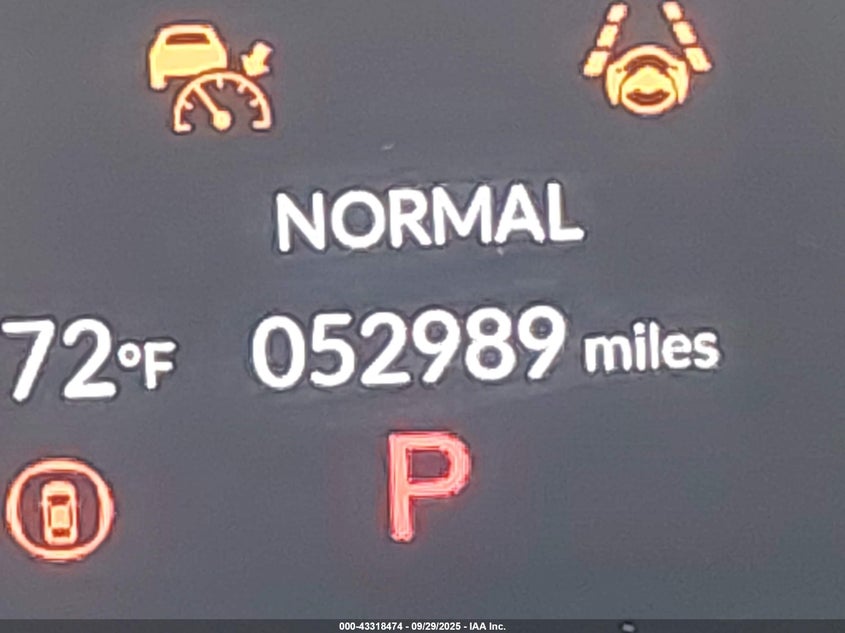 NORMAL
72°F 052989 miles
P
000-43318474 - 09/29/2025 - IAA Inc.